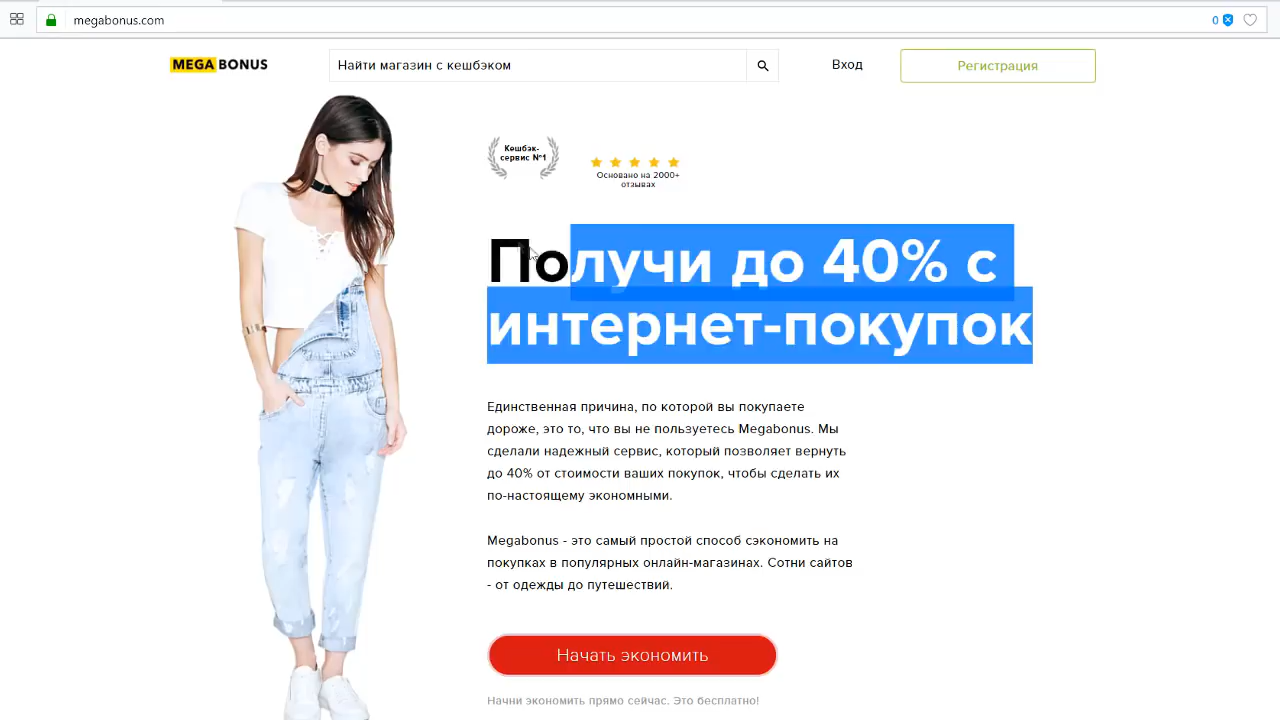 megabonus.com
0
MEGABONUS
Найти магазин с кешбэком
Вход
Регистрация
Кешбэк-
сервис №1
Основано на 2000+
отзывах
Получи до 40% с
интернет-покупок
Единственная причина, по которой вы покупаете
дороже, это то, что вы не пользуетесь Megabonus. Мы
сделали надежный сервис, который позволяет вернуть
до 40% от стоимости ваших покупок, чтобы сделать их
по-настоящему экономными.
Megabonus - это самый простой способ сэкономить на
покупках в популярных онлайн-магазинах. Сотни сайтов
- от одежды до путешествий.
Начать экономить
Начни экономить прямо сейчас. Это бесплатно!